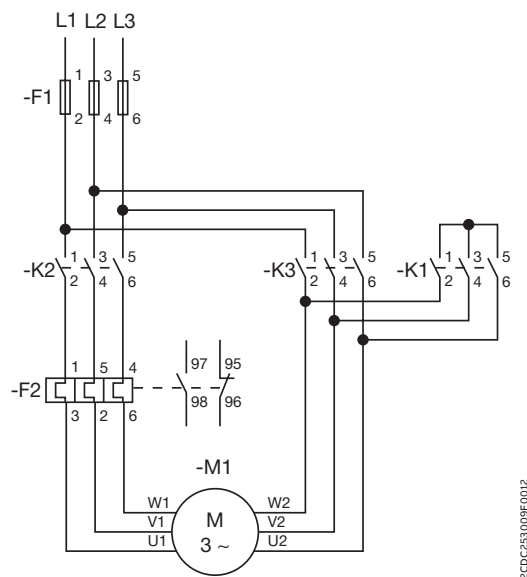 L1 L2 L3
1 3 5
-F1
2 4 6
1 3 5
-K2
2 4 6
1 3 5
-K3
2 4 6
1 3 5
-K1
2 4 6
1 5 4
-F2
3 2 6
97 95
98 96
-M1
W1 W2
V1 M V2
U1 3 ~ U2
2CDC253009F0012